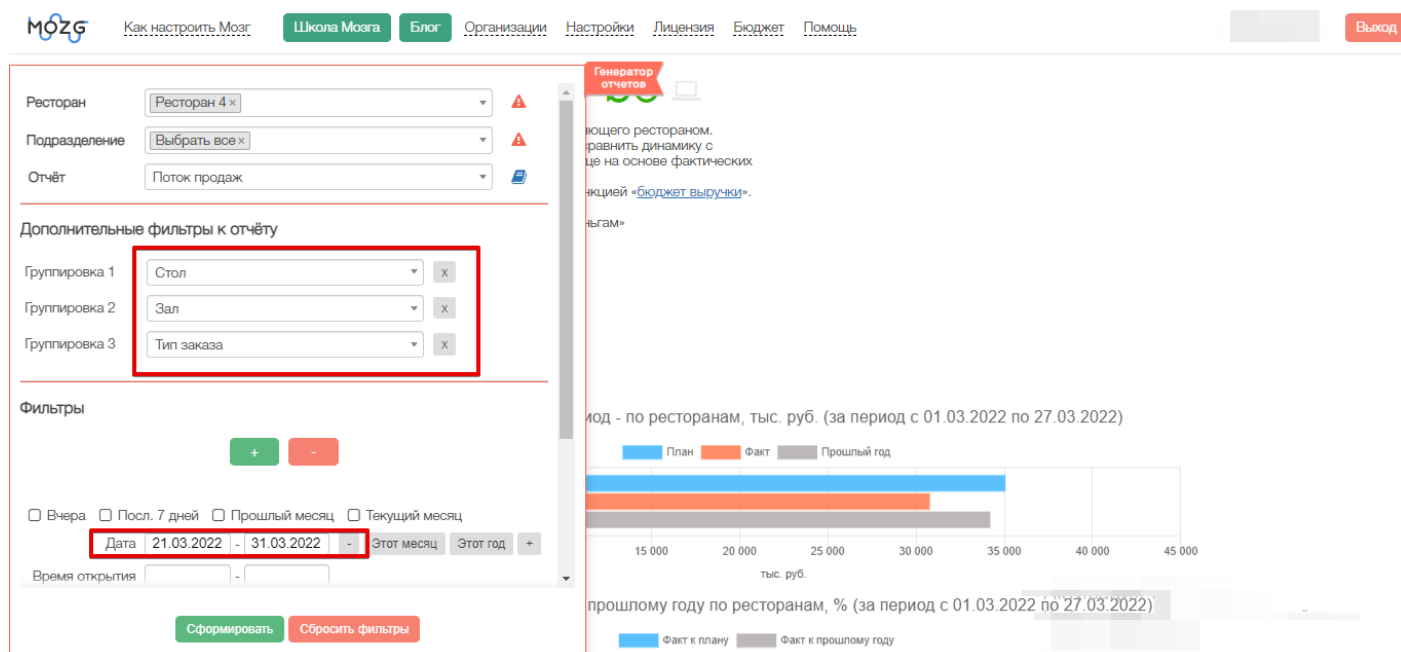 MOZG Как настроить Мозг Школа Мозга Блог Организации Настройки Лицензия Бюджет Помощь Выход
Генератор отчетов
Ресторан Ресторан 4 ×
Подразделение Выбрать все ×
Отчёт Поток продаж
Дополнительные фильтры к отчёту
Группировка 1 Стол x
Группировка 2 Зал x
Группировка 3 Тип заказа x
Фильтры
+ -
Вчера Посл. 7 дней Прошлый месяц Текущий месяц
Дата 21.03.2022 - 31.03.2022 - Этот месяц Этот год +
Время открытия -
Сформировать Сбросить фильтры
ющего рестораном.
равнить динамику с
це на основе фактических
нкцией «бюджет выручки».
ньгам»
иод - по ресторанам, тыс. руб. (за период с 01.03.2022 по 27.03.2022)
План Факт Прошлый год
15 000 20 000 25 000 30 000 35 000 40 000 45 000
тыс. руб.
прошлому году по ресторанам, % (за период с 01.03.2022 по 27.03.2022)
Факт к плану Факт к прошлому году